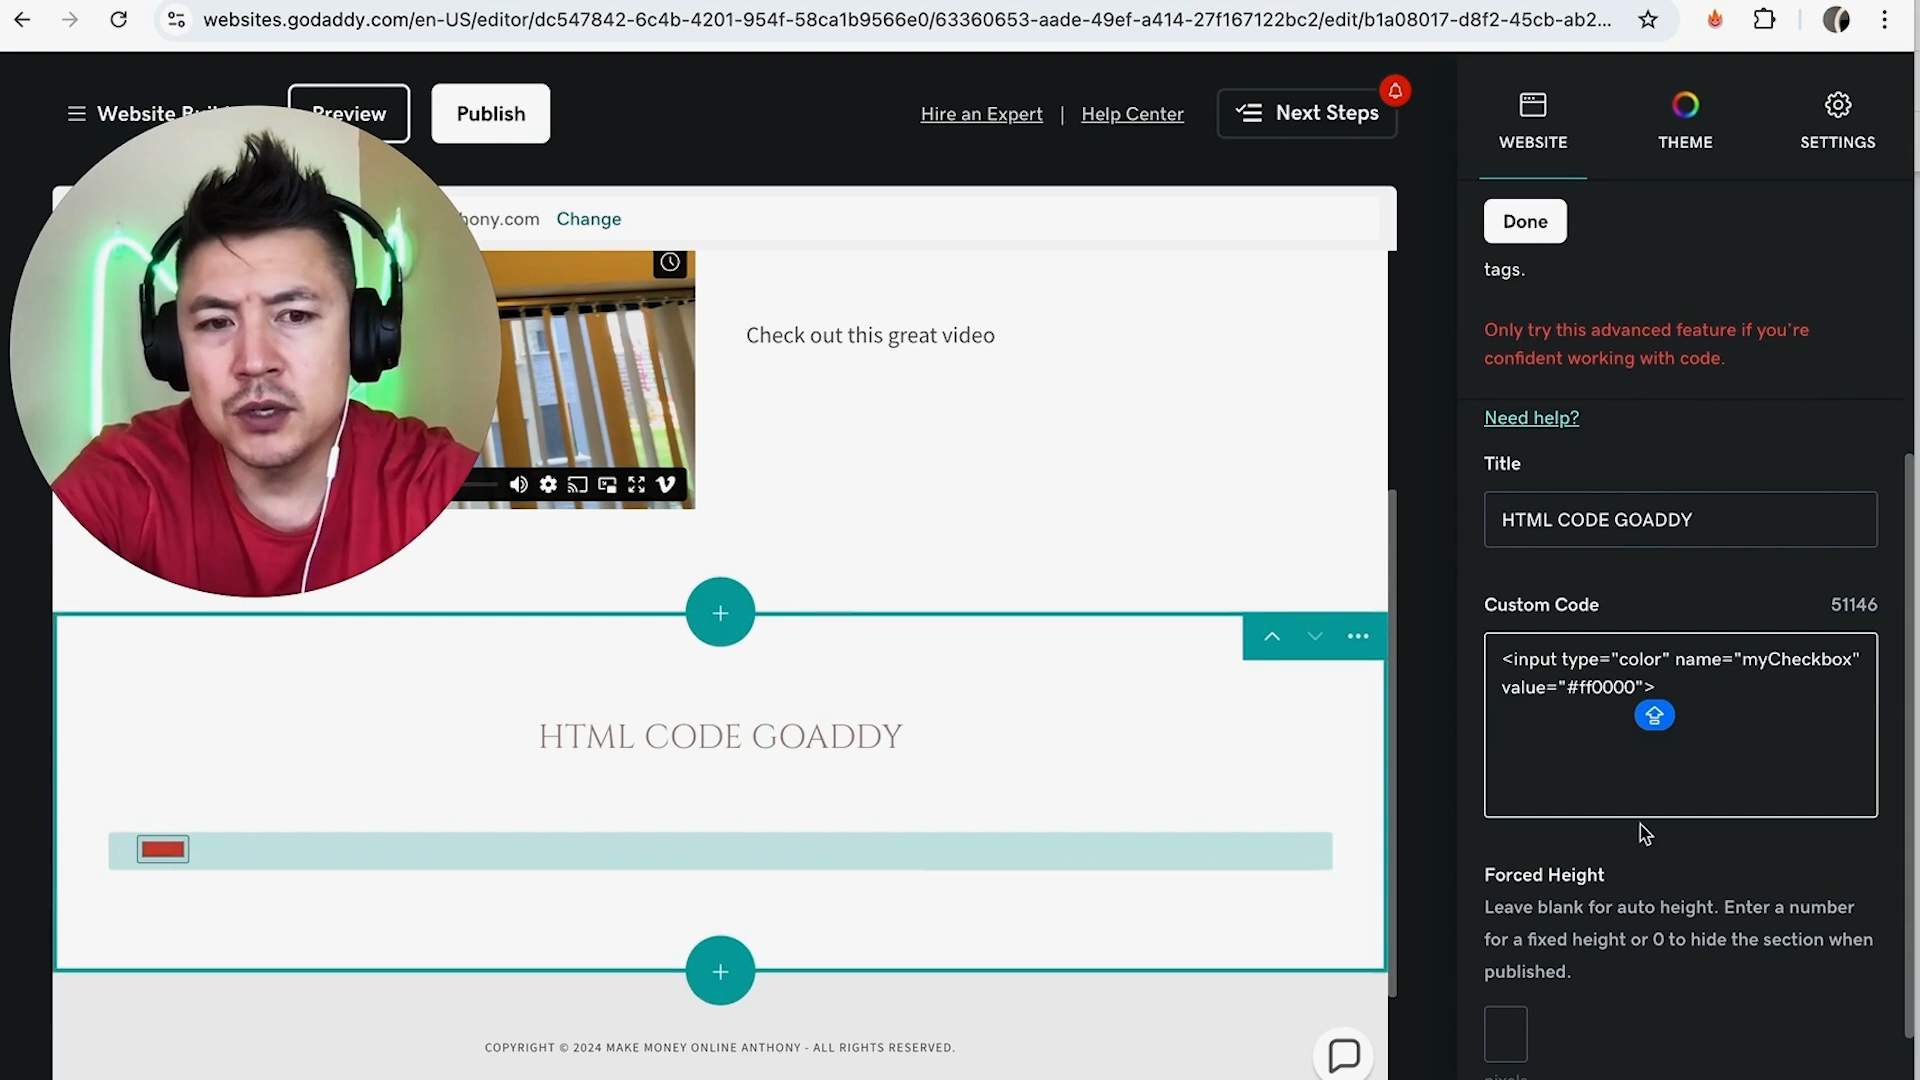 websites.godaddy.com/en-US/editor/dc547842-6c4b-4201-954f-58ca1b9566e0/63360653-aade-49ef-a414-27f167122bc2/edit/b1a08017-d8f2-45cb-ab2...
Website
Preview
Publish
Hire an Expert | Help Center
Next Steps
WEBSITE
THEME
SETTINGS
hony.com Change
Done
tags.
Check out this great video
Only try this advanced feature if you're
confident working with code.
Need help?
Title
HTML CODE GOADDY
Custom Code 51146
<input type="color" name="myCheckbox"
value="#ff0000">
HTML CODE GOADDY
Forced Height
Leave blank for auto height. Enter a number
for a fixed height or 0 to hide the section when
published.
COPYRIGHT © 2024 MAKE MONEY ONLINE ANTHONY - ALL RIGHTS RESERVED.